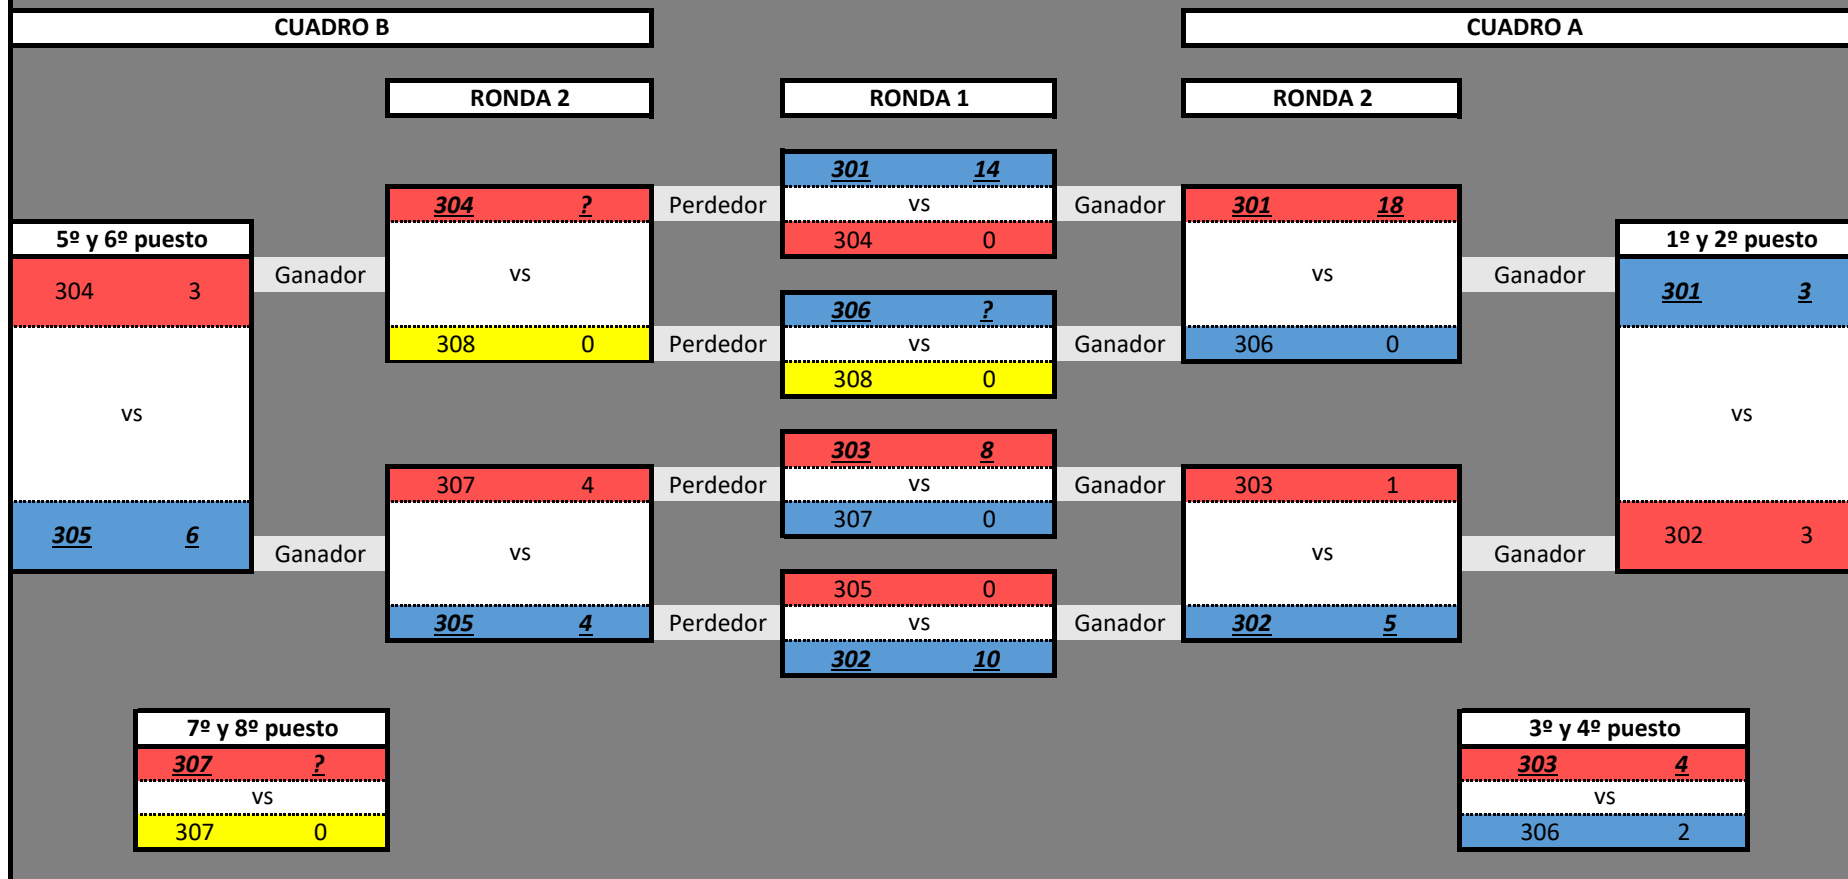 CUADRO B CUADRO A
RONDA 2 RONDA 1 RONDA 2
301 14
304 ? Perdedor vs Ganador 301 18
5º y 6º puesto 304 0 1º y 2º puesto
304 3 Ganador vs vs Ganador 301 3
306 ?
308 0 Perdedor vs Ganador 306 0
308 0
vs vs
303 8
307 4 Perdedor vs Ganador 303 1
307 0
305 6 302 3
Ganador vs vs Ganador
305 0
305 4 Perdedor vs Ganador 302 5
302 10
7º y 8º puesto 3º y 4º puesto
307 ? 303 4
vs vs
307 0 306 2